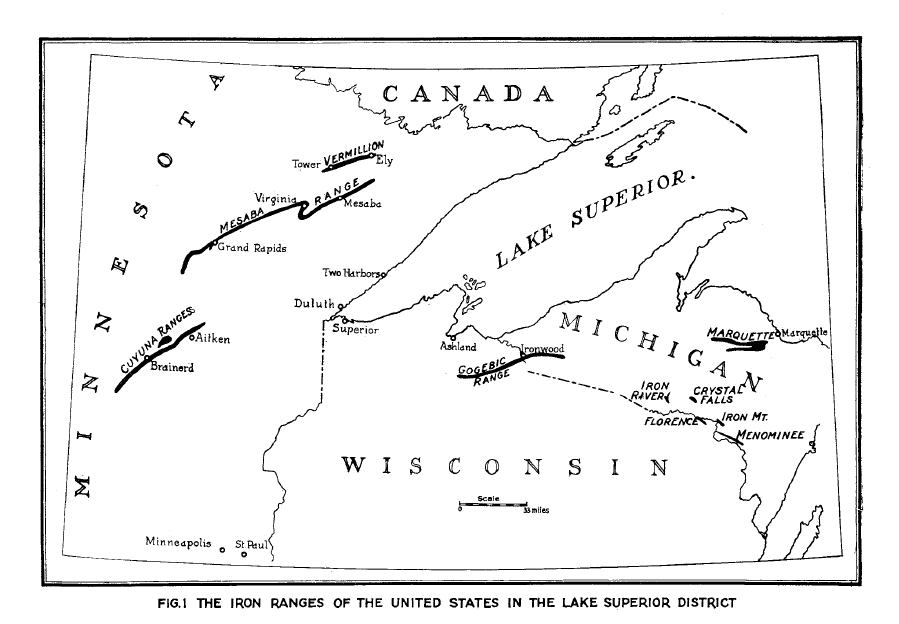 CANADA
MINNESOTA
VERMILLION
Tower
Ely
Virginia
MESABA RANGE
Mesaba
Grand Rapids
LAKE SUPERIOR.
Two Harbors
Duluth
Superior
CUYUNA RANGES
Aitken
Brainerd
MICHIGAN
MARQUETTE
Marquette
Ashland
Ironwood
GOGEBIC
RANGE
IRON
RIVER
CRYSTAL
FALLS
FLORENCE
IRON MT.
MENOMINEE
WISCONSIN
Scale
0 33 miles
Minneapolis
St. Paul
FIG.1 THE IRON RANGES OF THE UNITED STATES IN THE LAKE SUPERIOR DISTRICT